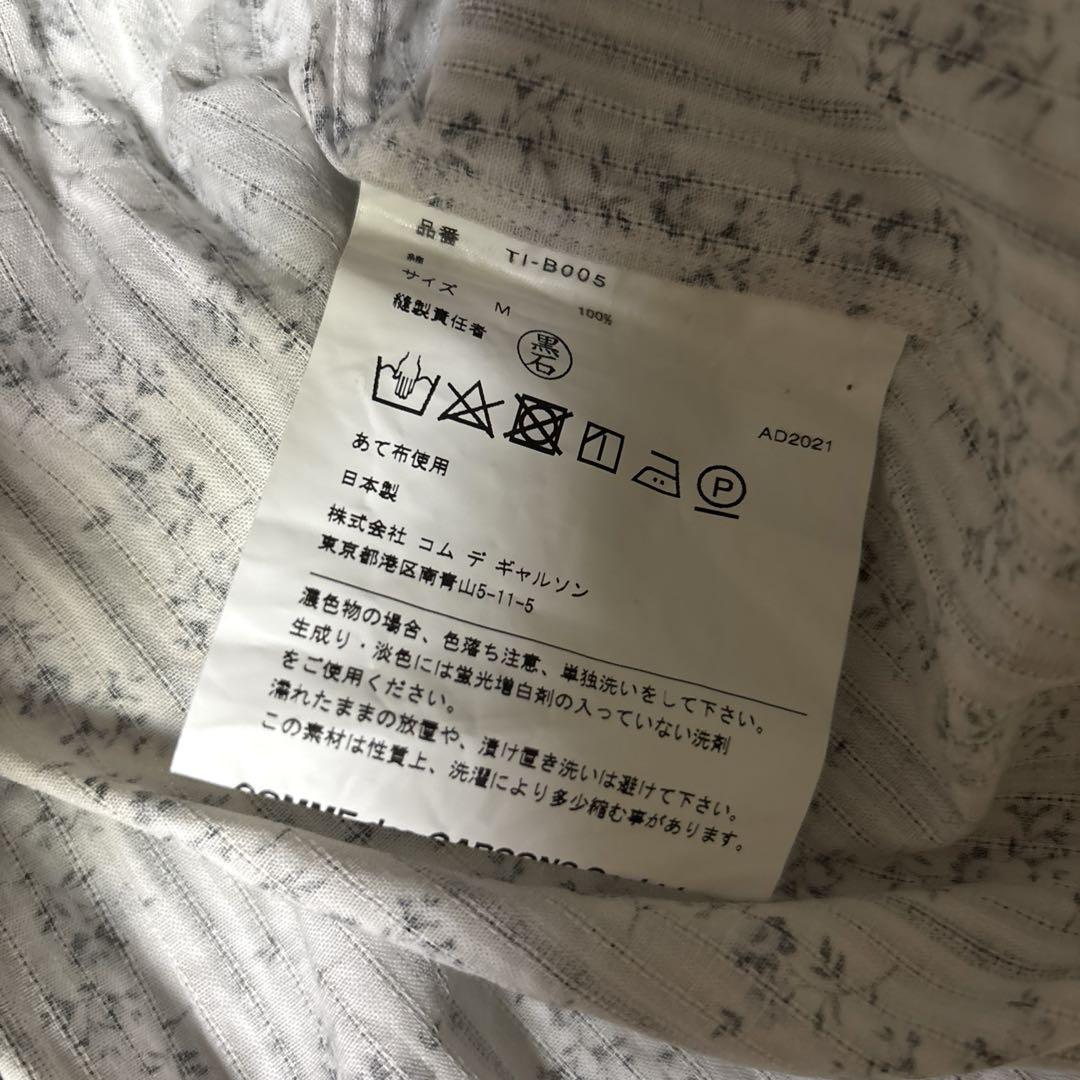 品番 TI-B005
綿 100%
サイズ M
縫製責任者 黒石
AD2021
P
あて布使用
日本製
株式会社 コム デ ギャルソン
東京都港区南青山5-11-5
濃色物の場合、色落ち注意、単独洗いをして下さい。
生成り・淡色には蛍光増白剤の入っていない洗剤
をご使用ください。
濡れたままの放置や、漬け置き洗いは避けて下さい。
この素材は性質上、洗濯により多少縮む事があります。
COMME des GARCONS